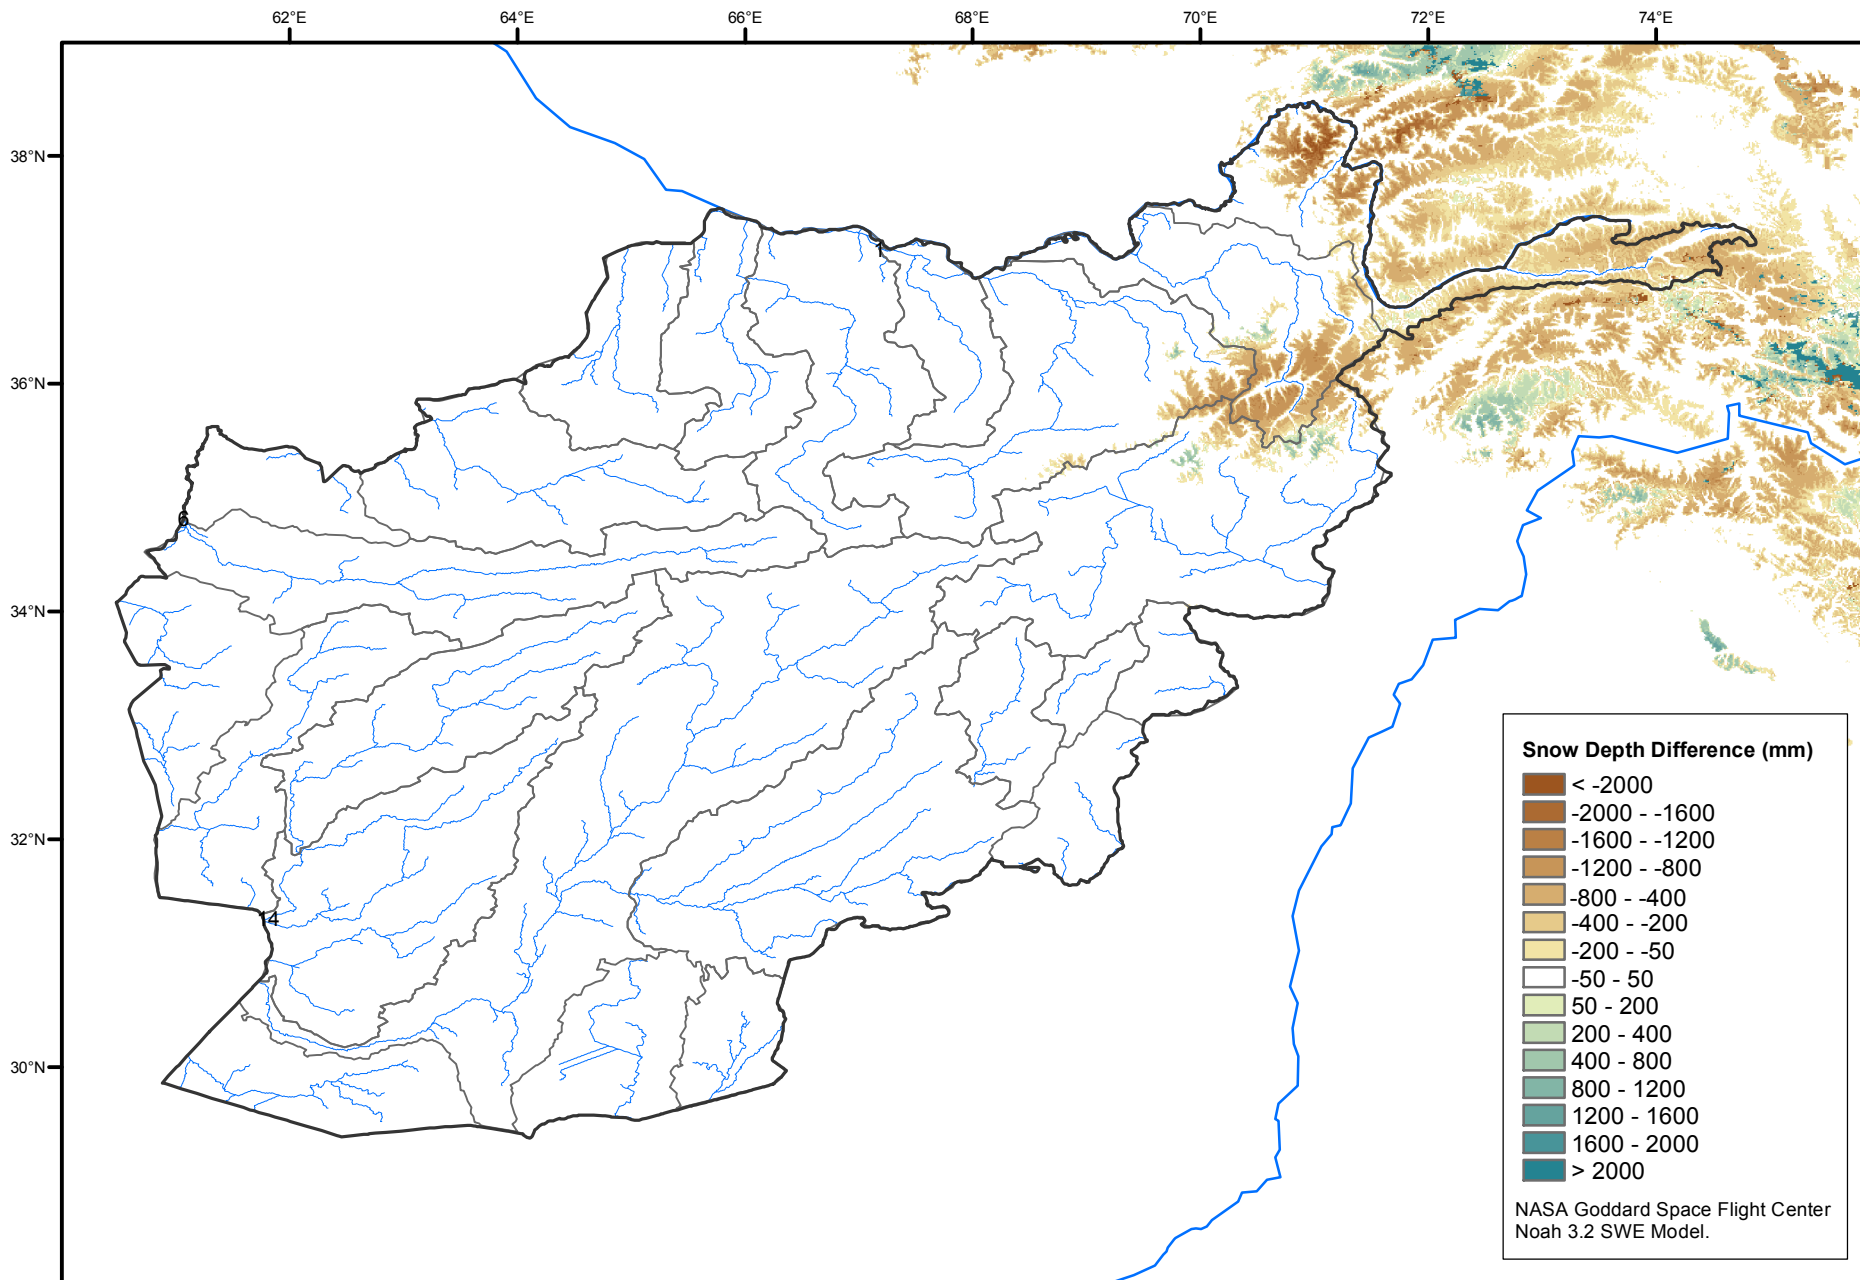 62°E 64°E 66°E 68°E 70°E 72°E 74°E
38°N
1
36°N
6
34°N
32°N
14
30°N
Snow Depth Difference (mm)
< -2000
-2000 - -1600
-1600 - -1200
-1200 - -800
-800 - -400
-400 - -200
-200 - -50
-50 - 50
50 - 200
200 - 400
400 - 800
800 - 1200
1200 - 1600
1600 - 2000
> 2000
NASA Goddard Space Flight Center
Noah 3.2 SWE Model.